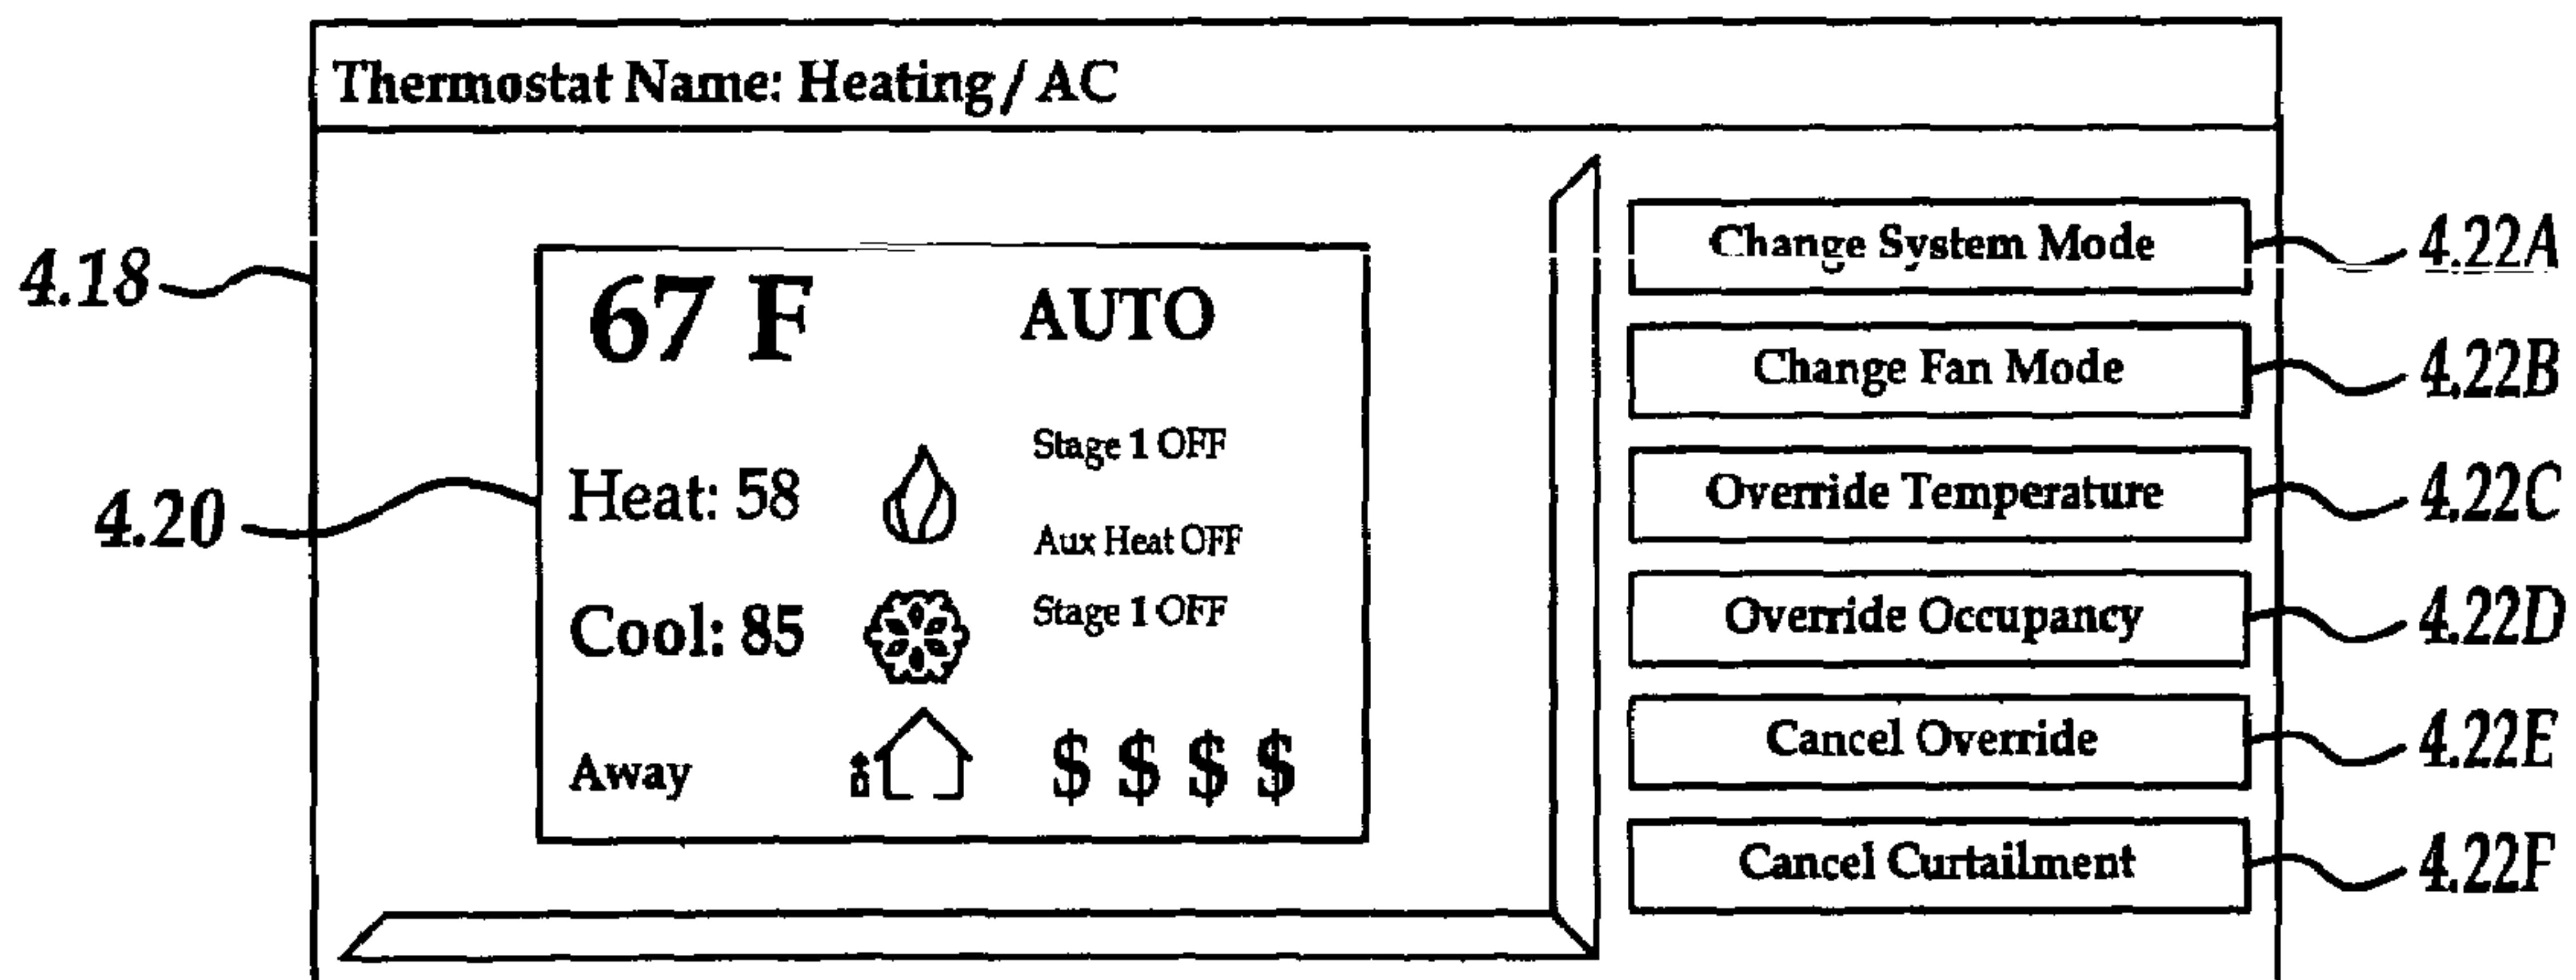 Thermostat Name: Heating / AC
4.18
67 F AUTO
Stage 1 OFF
Heat: 58
Aux Heat OFF
4.20
Cool: 85
Stage 1 OFF
Away
$ $ $ $
Change System Mode 4.22A
Change Fan Mode 4.22B
Override Temperature 4.22C
Override Occupancy 4.22D
Cancel Override 4.22E
Cancel Curtailment 4.22F